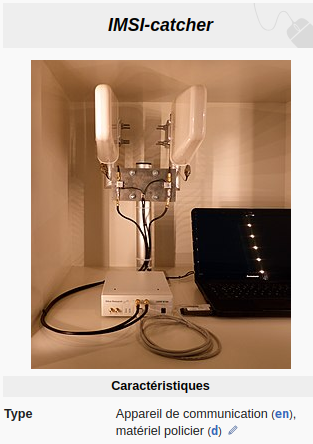 IMSI-catcher
Caractéristiques
Type
Appareil de communication (en),
matériel policier (d)